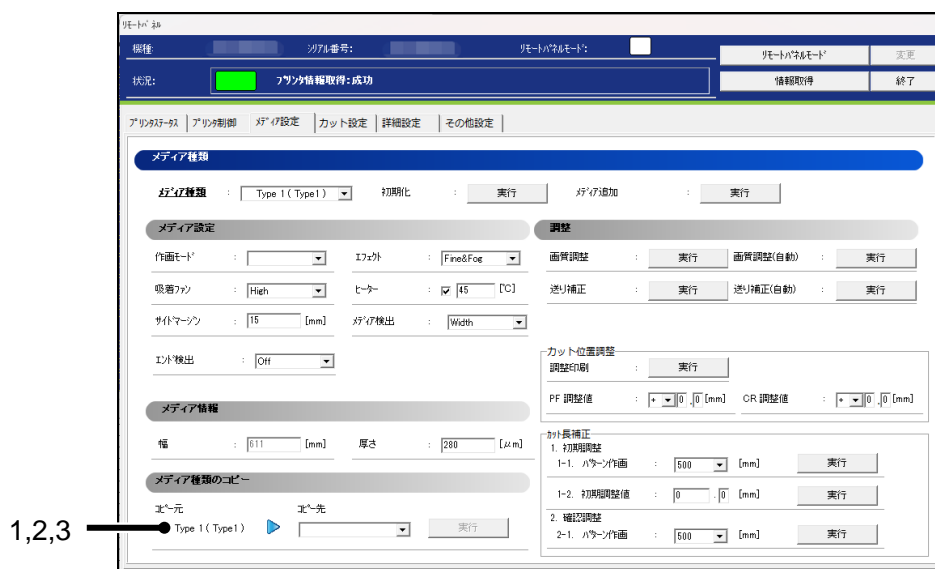 リモートパネル
機種:
シリアル番号:
リモートパネルモード:
リモートパネルモード
変更
状況:
プリンタ情報取得:成功
情報取得
終了
プリンタステータス プリンタ制御 メディア設定 カット設定 詳細設定 その他設定
メディア種類
メディア種類 : Type 1 ( Type1 ) 初期化 : 実行 メディア追加 : 実行
メディア設定
作画モード : エフェクト : Fine&Fog
吸着ファン : High ヒーター : 45 [℃]
サイドマージン : 15 [mm] メディア検出 : Width
エンド検出 : Off
メディア情報
幅 : 611 [mm] 厚さ : 280 [μm]
メディア種類のコピー
コピー元 コピー先
1,2,3
Type 1 ( Type1 ) 実行
調整
画質調整 : 実行 画質調整(自動) : 実行
送り補正 : 実行 送り補正(自動) : 実行
カット位置調整
調整印刷 : 実行
PF 調整値 : + 0 .0 [mm] CR 調整値 : + 0 .0 [mm]
カット長補正
1. 初期調整
1-1. パターン作画 : 500 [mm] 実行
1-2. 初期調整値 : 0 .0 [mm] 実行
2. 確認調整
2-1. パターン作画 : 500 [mm] 実行